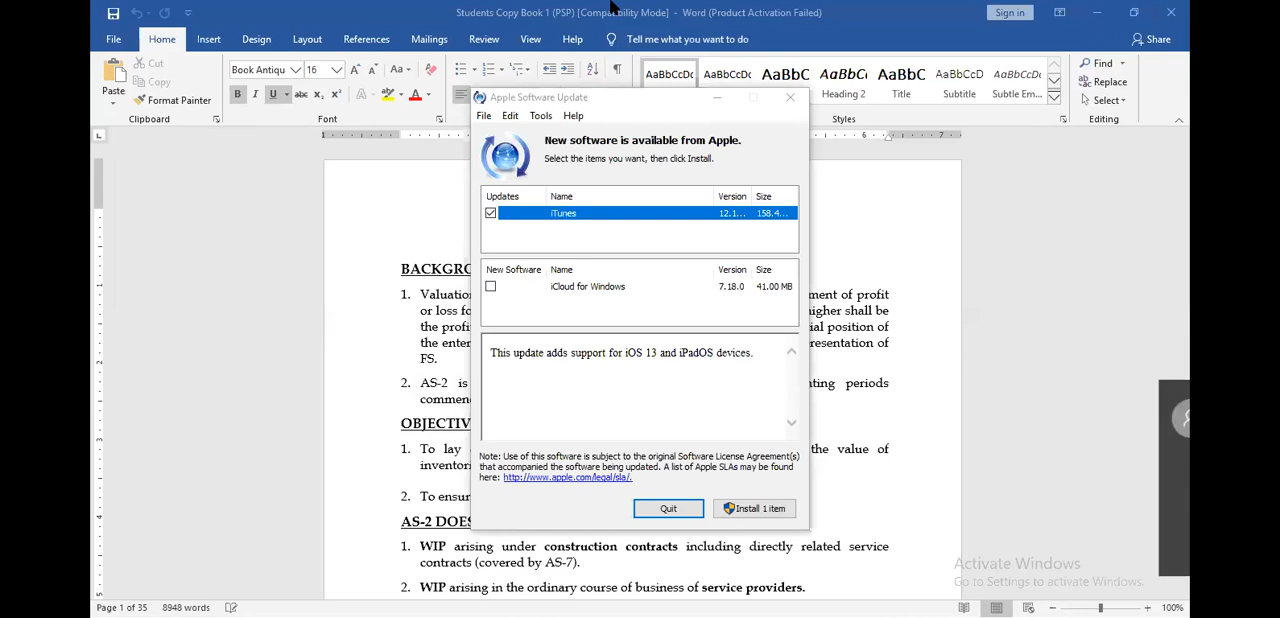 Students Copy Book 1 (PSP) [Compatibility Mode] - Word (Product Activation Failed)
Sign in
File Home Insert Design Layout References Mailings Review View Help Tell me what you want to do Share
Paste
Cut
Copy
Format Painter
Clipboard
Book Antiqu 16
Font
AaBbCcDc AaBbCcDc AaBbC AaBbCc AaBbC AaBbCcD AaBbCcDc
Heading 2 Title Subtitle Subtle Em...
Styles
Find
Replace
Select
Editing
Apple Software Update
File Edit Tools Help
New software is available from Apple.
Select the items you want, then click Install.
Updates Name Version Size
iTunes 12.1... 158.4...
New Software Name Version Size
iCloud for Windows 7.18.0 41.00 MB
This update adds support for iOS 13 and iPadOS devices.
Note: Use of this software is subject to the original Software License Agreement(s)
that accompanied the software being updated. A list of Apple SLAs may be found
here: http://www.apple.com/legal/sla/.
Quit Install 1 item
BACKGRO
1. Valuation ment of profit
or loss fo higher shall be
the profi ial position of
the enter resentation of
FS.
2. AS-2 is ting periods
commen
OBJECTIV
1. To lay the value of
inventor
2. To ensur
AS-2 DOES
1. WIP arising under construction contracts including directly related service
contracts (covered by AS-7).
2. WIP arising in the ordinary course of business of service providers.
Activate Windows
Go to Settings to activate Windows.
Page 1 of 35 8948 words 100%